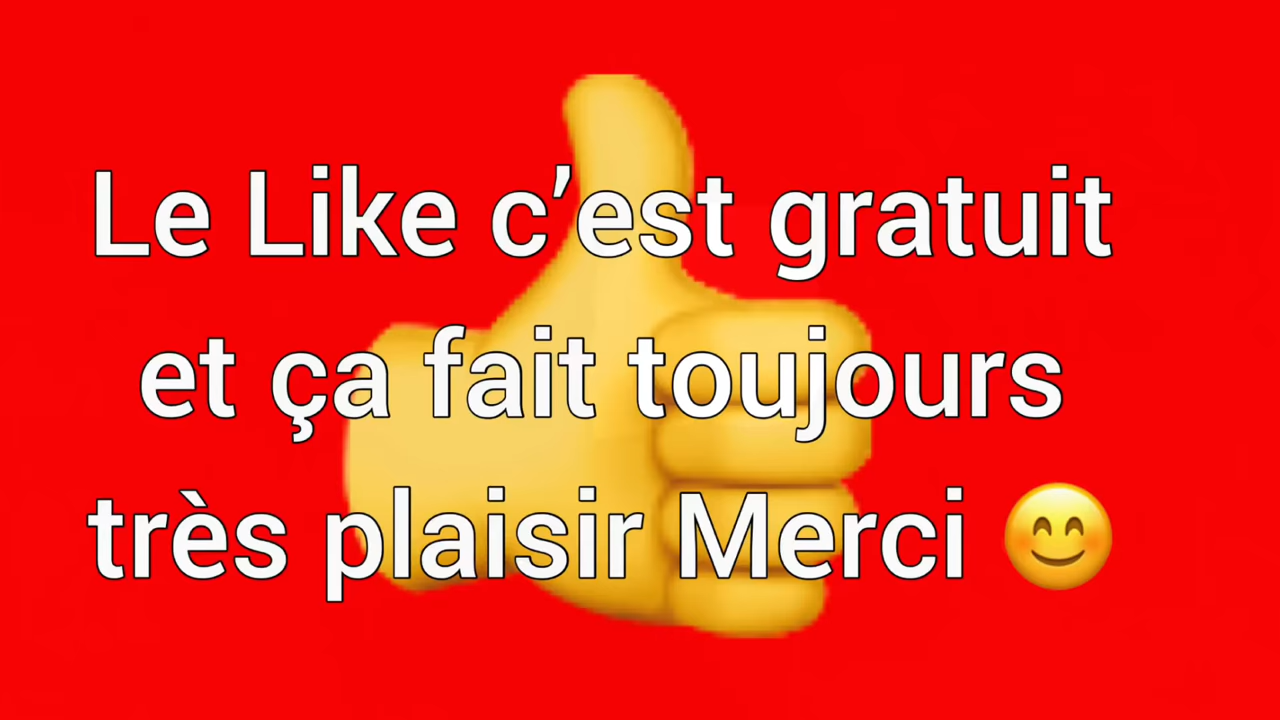 Le Like c’est gratuit
et ça fait toujours
très plaisir Merci 😊